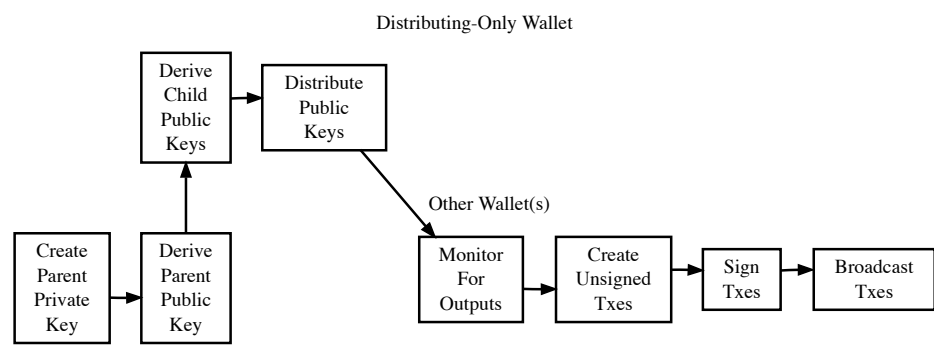 Distributing-Only Wallet
Derive
Child
Public
Keys
Distribute
Public
Keys
Other Wallet(s)
Create
Parent
Private
Key
Derive
Parent
Public
Key
Monitor
For
Outputs
Create
Unsigned
Txes
Sign
Txes
Broadcast
Txes